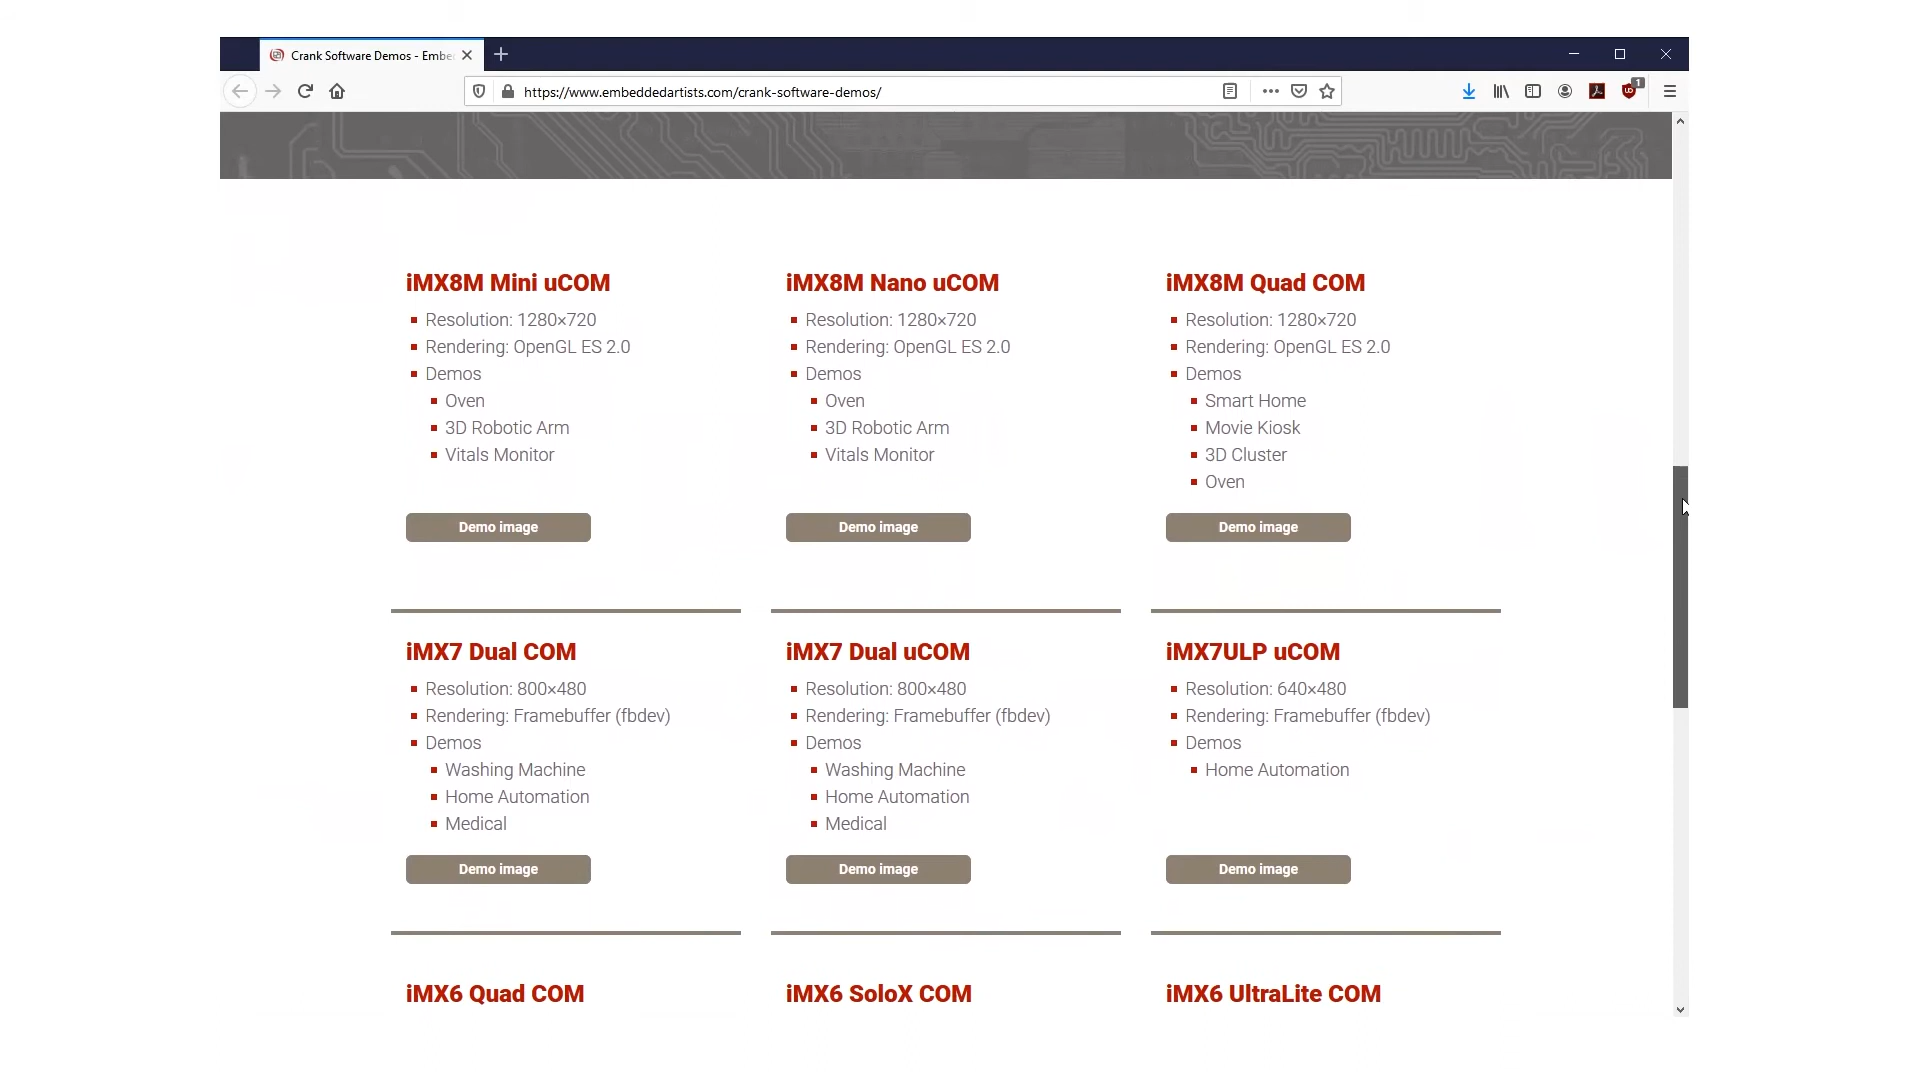 Crank Software Demos - Embe
https://www.embeddedartists.com/crank-software-demos/
1
iMX8M Mini uCOM
Resolution: 1280×720
Rendering: OpenGL ES 2.0
Demos
Oven
3D Robotic Arm
Vitals Monitor
Demo image
iMX8M Nano uCOM
Resolution: 1280×720
Rendering: OpenGL ES 2.0
Demos
Oven
3D Robotic Arm
Vitals Monitor
Demo image
iMX8M Quad COM
Resolution: 1280×720
Rendering: OpenGL ES 2.0
Demos
Smart Home
Movie Kiosk
3D Cluster
Oven
Demo image
iMX7 Dual COM
Resolution: 800×480
Rendering: Framebuffer (fbdev)
Demos
Washing Machine
Home Automation
Medical
Demo image
iMX7 Dual uCOM
Resolution: 800×480
Rendering: Framebuffer (fbdev)
Demos
Washing Machine
Home Automation
Medical
Demo image
iMX7ULP uCOM
Resolution: 640×480
Rendering: Framebuffer (fbdev)
Demos
Home Automation
Demo image
iMX6 Quad COM
iMX6 SoloX COM
iMX6 UltraLite COM